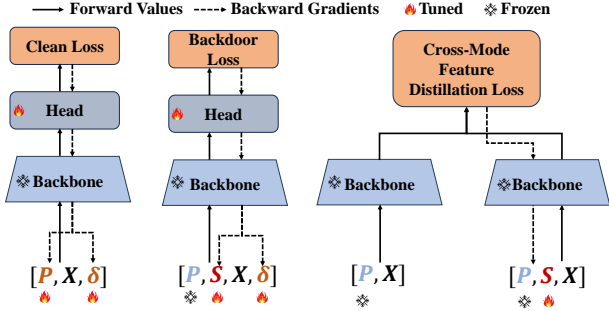 Forward Values Backward Gradients Tuned Frozen
Clean Loss
Head
Backbone
[P, X, δ]
Backdoor
Loss
Head
Backbone
[P, S, X, δ]
Cross-Mode
Feature
Distillation Loss
Backbone
[P, X]
Backbone
[P, S, X]